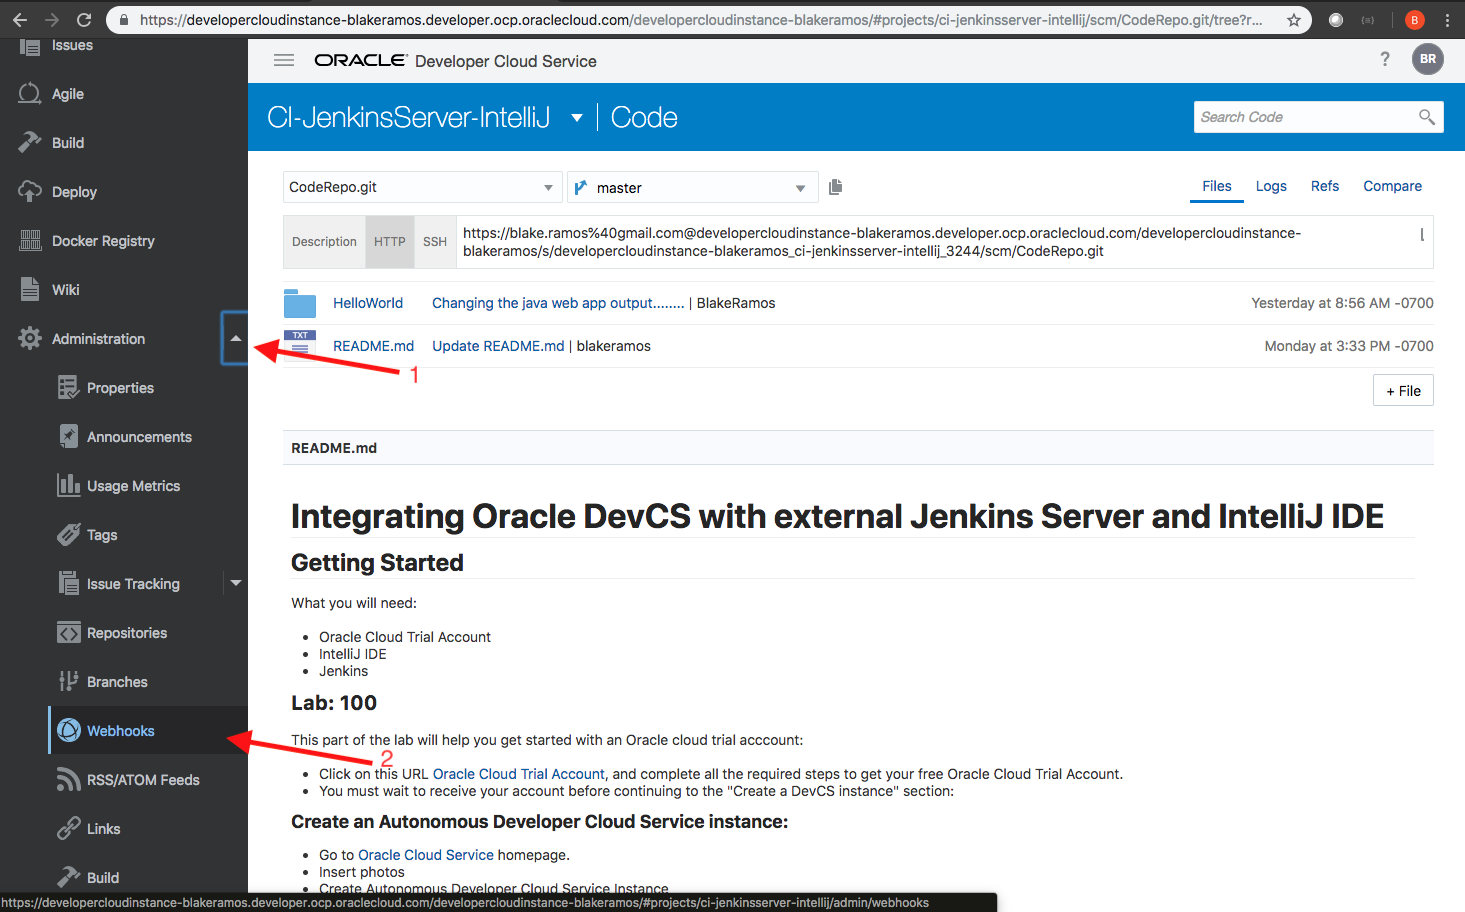 https://developercloudinstance-blakeramos.developer.ocp.oraclecloud.com/developercloudinstance-blakeramos/#projects/ci-jenkinsserver-intellij/scm/CodeRepo.git/tree?r...
B
Issues
Agile
Build
Deploy
Docker Registry
Wiki
Administration
Properties
Announcements
Usage Metrics
Tags
Issue Tracking
Repositories
Branches
Webhooks
RSS/ATOM Feeds
Links
Build
ORACLE Developer Cloud Service
?
BR
CI-JenkinsServer-IntelliJ
Code
Search Code
CodeRepo.git
master
Files
Logs
Refs
Compare
Description
HTTP
SSH
https://blake.ramos%40gmail.com@developercloudinstance-blakeramos.developer.ocp.oraclecloud.com/developercloudinstance-
blakeramos/s/developercloudinstance-blakeramos_ci-jenkinsserver-intellij_3244/scm/CodeRepo.git
HelloWorld
Changing the java web app output........ | BlakeRamos
Yesterday at 8:56 AM -0700
TXT
README.md
Update README.md | blakeramos
Monday at 3:33 PM -0700
1
+ File
README.md
Integrating Oracle DevCS with external Jenkins Server and IntelliJ IDE
Getting Started
What you will need:
• Oracle Cloud Trial Account
• IntelliJ IDE
• Jenkins
Lab: 100
This part of the lab will help you get started with an Oracle cloud trial acccount:
2
• Click on this URL Oracle Cloud Trial Account, and complete all the required steps to get your free Oracle Cloud Trial Account.
• You must wait to receive your account before continuing to the "Create a DevCS instance" section:
Create an Autonomous Developer Cloud Service instance:
• Go to Oracle Cloud Service homepage.
• Insert photos
• Create Autonomous Developer Cloud Service Instance
https://developercloudinstance-blakeramos.developer.ocp.oraclecloud.com/developercloudinstance-blakeramos/#projects/ci-jenkinsserver-intellij/admin/webhooks